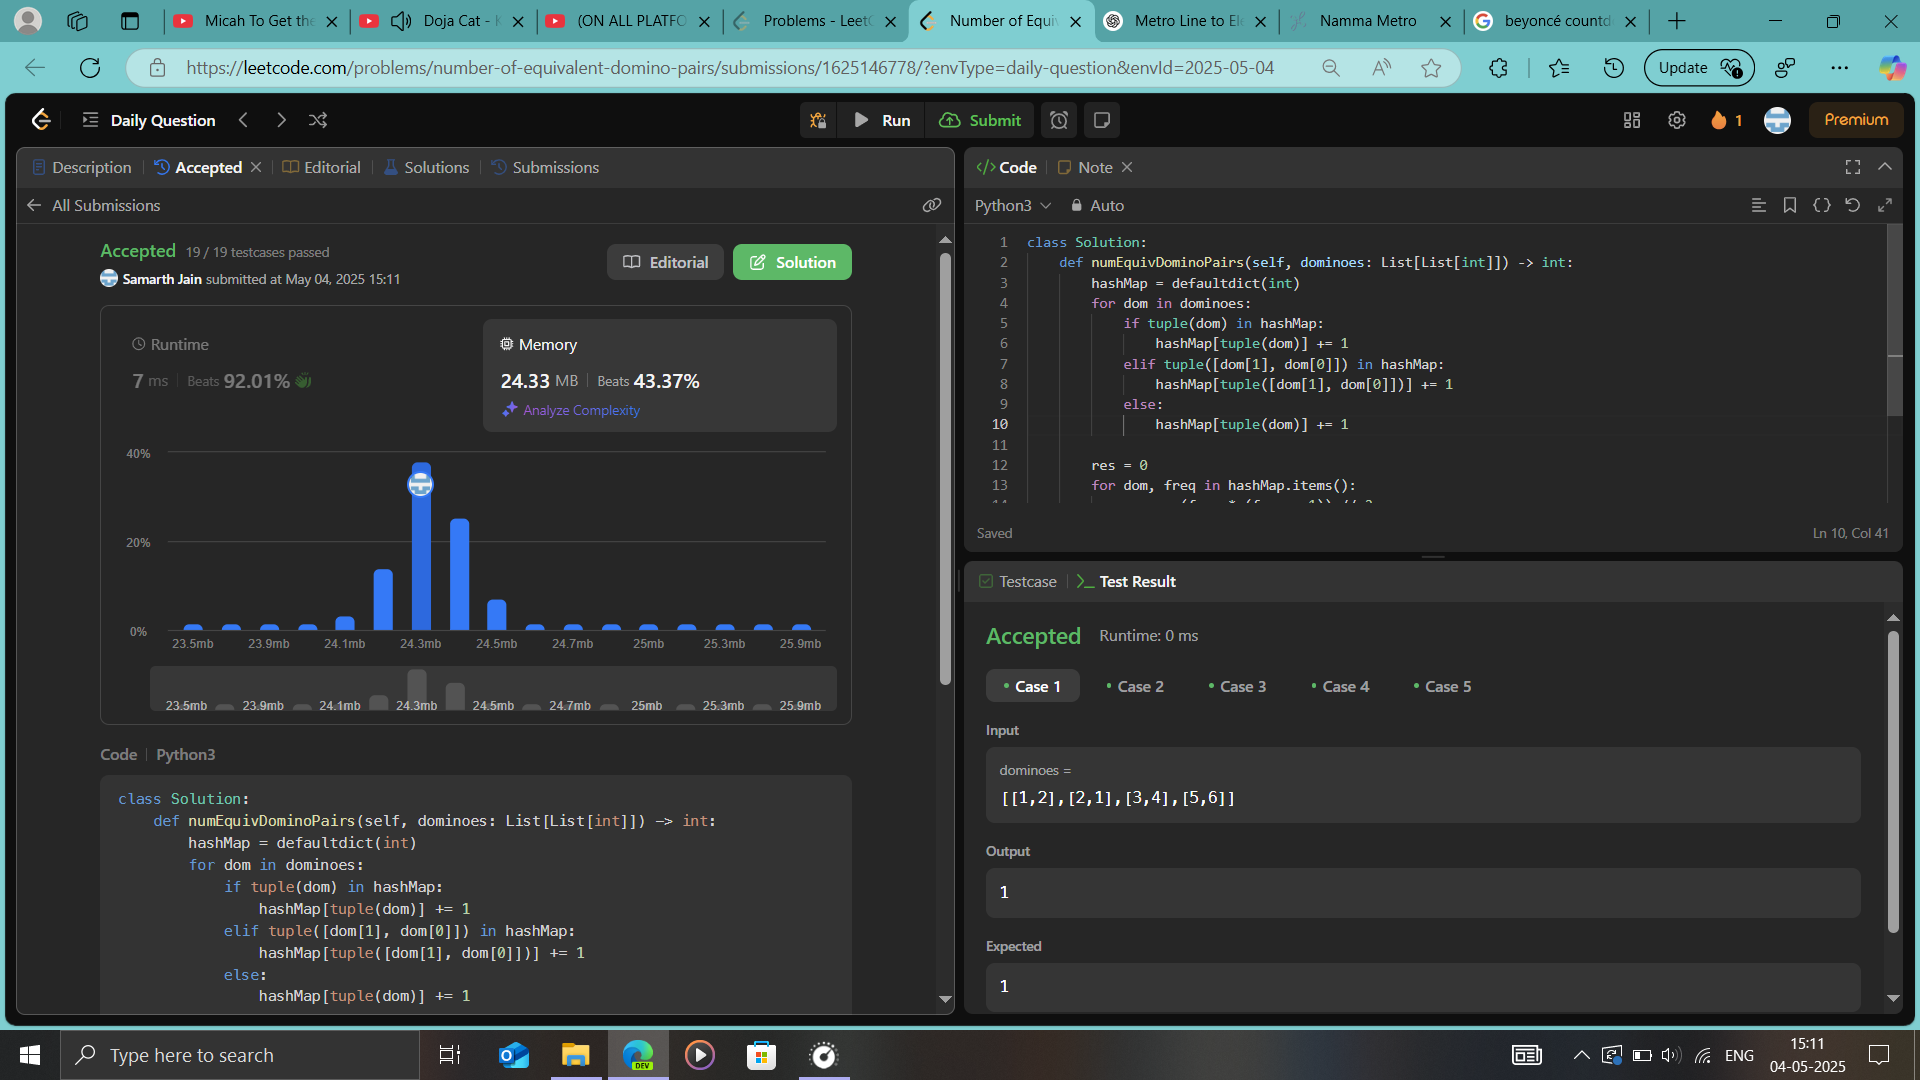 Micah To Get the
Doja Cat - K
(ON ALL PLATFO
Problems - LeetC
Number of Equiv
Metro Line to Ele
Namma Metro
beyoncé countd
https://leetcode.com/problems/number-of-equivalent-domino-pairs/submissions/1625146778/?envType=daily-question&envId=2025-05-04
Update
Daily Question
Run
Submit
1
Premium
Description
Accepted
Editorial
Solutions
Submissions
All Submissions
Accepted 19 / 19 testcases passed
Samarth Jain submitted at May 04, 2025 15:11
Editorial
Solution
Runtime
7 ms | Beats 92.01%
Memory
24.33 MB | Beats 43.37%
Analyze Complexity
40%
20%
0%
23.5mb 23.9mb 24.1mb 24.3mb 24.5mb 24.7mb 25mb 25.3mb 25.9mb
23.5mb 23.9mb 24.1mb 24.3mb 24.5mb 24.7mb 25mb 25.3mb 25.9mb
Code | Python3
class Solution:
    def numEquivDominoPairs(self, dominoes: List[List[int]]) -> int:
        hashMap = defaultdict(int)
        for dom in dominoes:
            if tuple(dom) in hashMap:
                hashMap[tuple(dom)] += 1
            elif tuple([dom[1], dom[0]]) in hashMap:
                hashMap[tuple([dom[1], dom[0]])] += 1
            else:
                hashMap[tuple(dom)] += 1
Code
Note
Python3
Auto
1 class Solution:
2     def numEquivDominoPairs(self, dominoes: List[List[int]]) -> int:
3         hashMap = defaultdict(int)
4         for dom in dominoes:
5             if tuple(dom) in hashMap:
6                 hashMap[tuple(dom)] += 1
7             elif tuple([dom[1], dom[0]]) in hashMap:
8                 hashMap[tuple([dom[1], dom[0]])] += 1
9             else:
10                 hashMap[tuple(dom)] += 1
11
12         res = 0
13         for dom, freq in hashMap.items():
Saved
Ln 10, Col 41
Testcase
Test Result
Accepted Runtime: 0 ms
Case 1
Case 2
Case 3
Case 4
Case 5
Input
dominoes =
[[1,2],[2,1],[3,4],[5,6]]
Output
1
Expected
1
Type here to search
DEV
ENG
15:11
04-05-2025